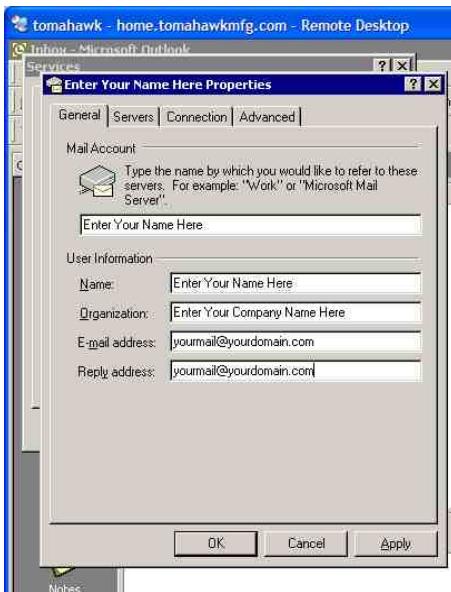 tomahawk - home.tomahawkmfg.com - Remote Desktop
Inbox - Microsoft Outlook
Services
Enter Your Name Here Properties
General Servers Connection Advanced
Mail Account
Type the name by which you would like to refer to these
servers. For example: "Work" or "Microsoft Mail
Server".
Enter Your Name Here
User Information
Name: Enter Your Name Here
Organization: Enter Your Company Name Here
E-mail address: yourmail@yourdomain.com
Reply address: yourmail@yourdomain.com
OK Cancel Apply
Notes